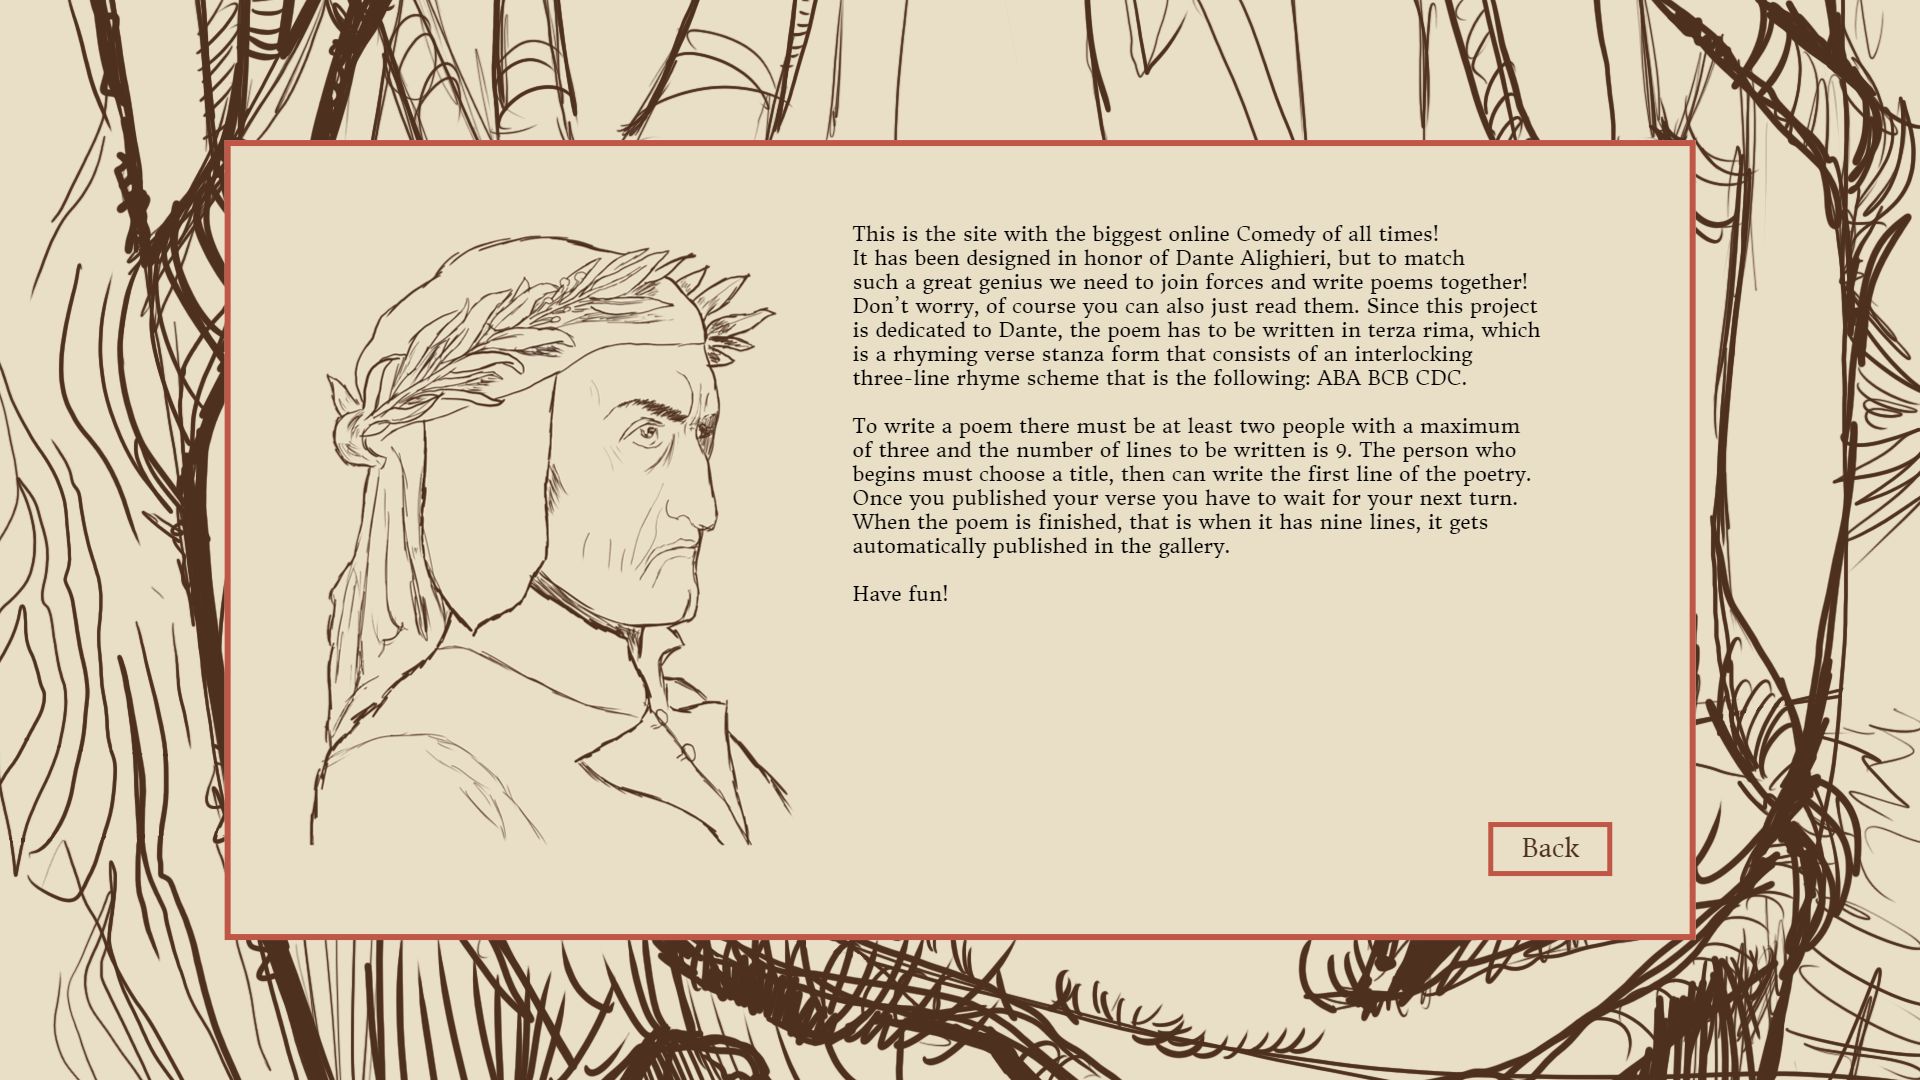 This is the site with the biggest online Comedy of all times!
It has been designed in honor of Dante Alighieri, but to match
such a great genius we need to join forces and write poems together!
Don’t worry, of course you can also just read them. Since this project
is dedicated to Dante, the poem has to be written in terza rima, which
is a rhyming verse stanza form that consists of an interlocking
three-line rhyme scheme that is the following: ABA BCB CDC.
To write a poem there must be at least two people with a maximum
of three and the number of lines to be written is 9. The person who
begins must choose a title, then can write the first line of the poetry.
Once you published your verse you have to wait for your next turn.
When the poem is finished, that is when it has nine lines, it gets
automatically published in the gallery.
Have fun!
Back